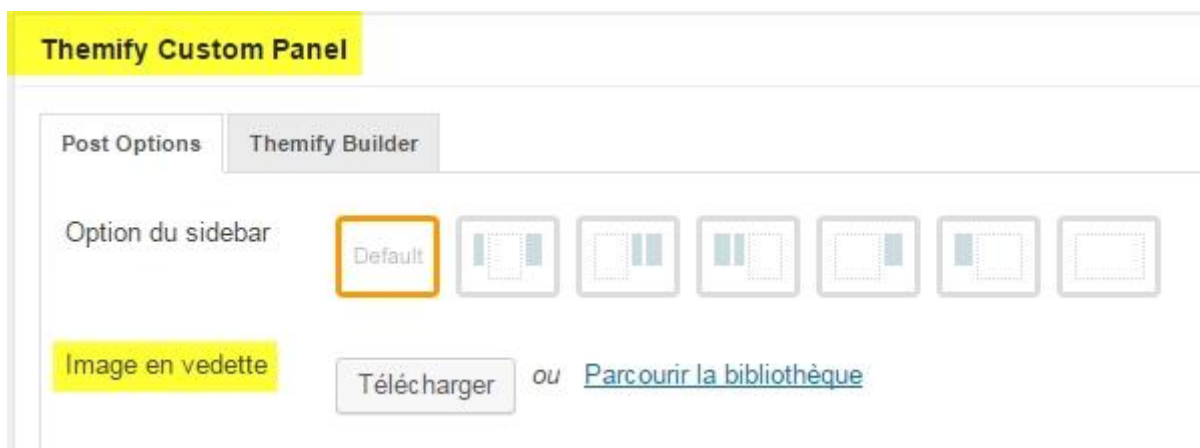 Themify Custom Panel
Post Options Themify Builder
Option du sidebar Default
Image en vedette Télécharger ou Parcourir la bibliothèque